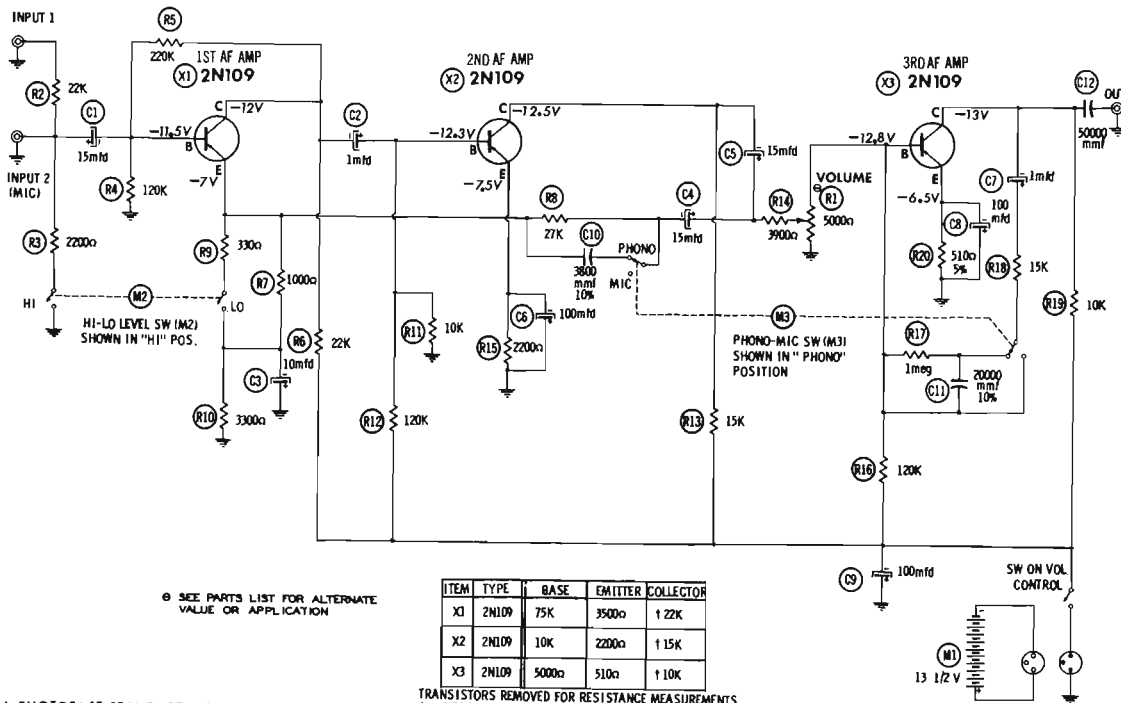 INPUT 1
R5
220K
1ST AF AMP
X1 2N109
2ND AF AMP
X2 2N109
3RD AF AMP
X3 2N109
C12
OUT
50000
mmf
R2
22K
C1
15mfd
INPUT 2
(MIC)
R4
120K
R3
2200Ω
-12V
C
-11.5V
B
E
-7V
C2
1mfd
-12.5V
C
-12.3V
B
E
-7.5V
C5
15mfd
-13V
C
-12.8V
B
E
-6.5V
VOLUME
⊖ R1
5000Ω
R14
3900Ω
C4
15mfd
R8
27K
C10
3800
mmf
10%
PHONO
MIC
C7
1mfd
100
mfd
C8
R20
510Ω
5%
R18
15K
R19
10K
R9
330Ω
R7
1000Ω
HI
M2
LO
HI-LO LEVEL SW (M2)
SHOWN IN "HI" POS.
R6
22K
10mfd
C3
R10
3300Ω
R11
10K
R12
120K
C6
100mfd
R15
2200Ω
M3
PHONO-MIC SW (M3)
SHOWN IN "PHONO"
POSITION
R13
15K
R17
1meg
C11
20000
mmf
10%
R16
120K
C9
100mfd
SW ON VOL
CONTROL
M1
13 1/2 V
-
+
⊖ SEE PARTS LIST FOR ALTERNATE
VALUE OR APPLICATION
ITEM TYPE BASE EMITTER COLLECTOR
X1 2N109 75K 3500Ω †22K
X2 2N109 10K 2200Ω †15K
X3 2N109 5000Ω 510Ω †10K
TRANSISTORS REMOVED FOR RESISTANCE MEASUREMENTS